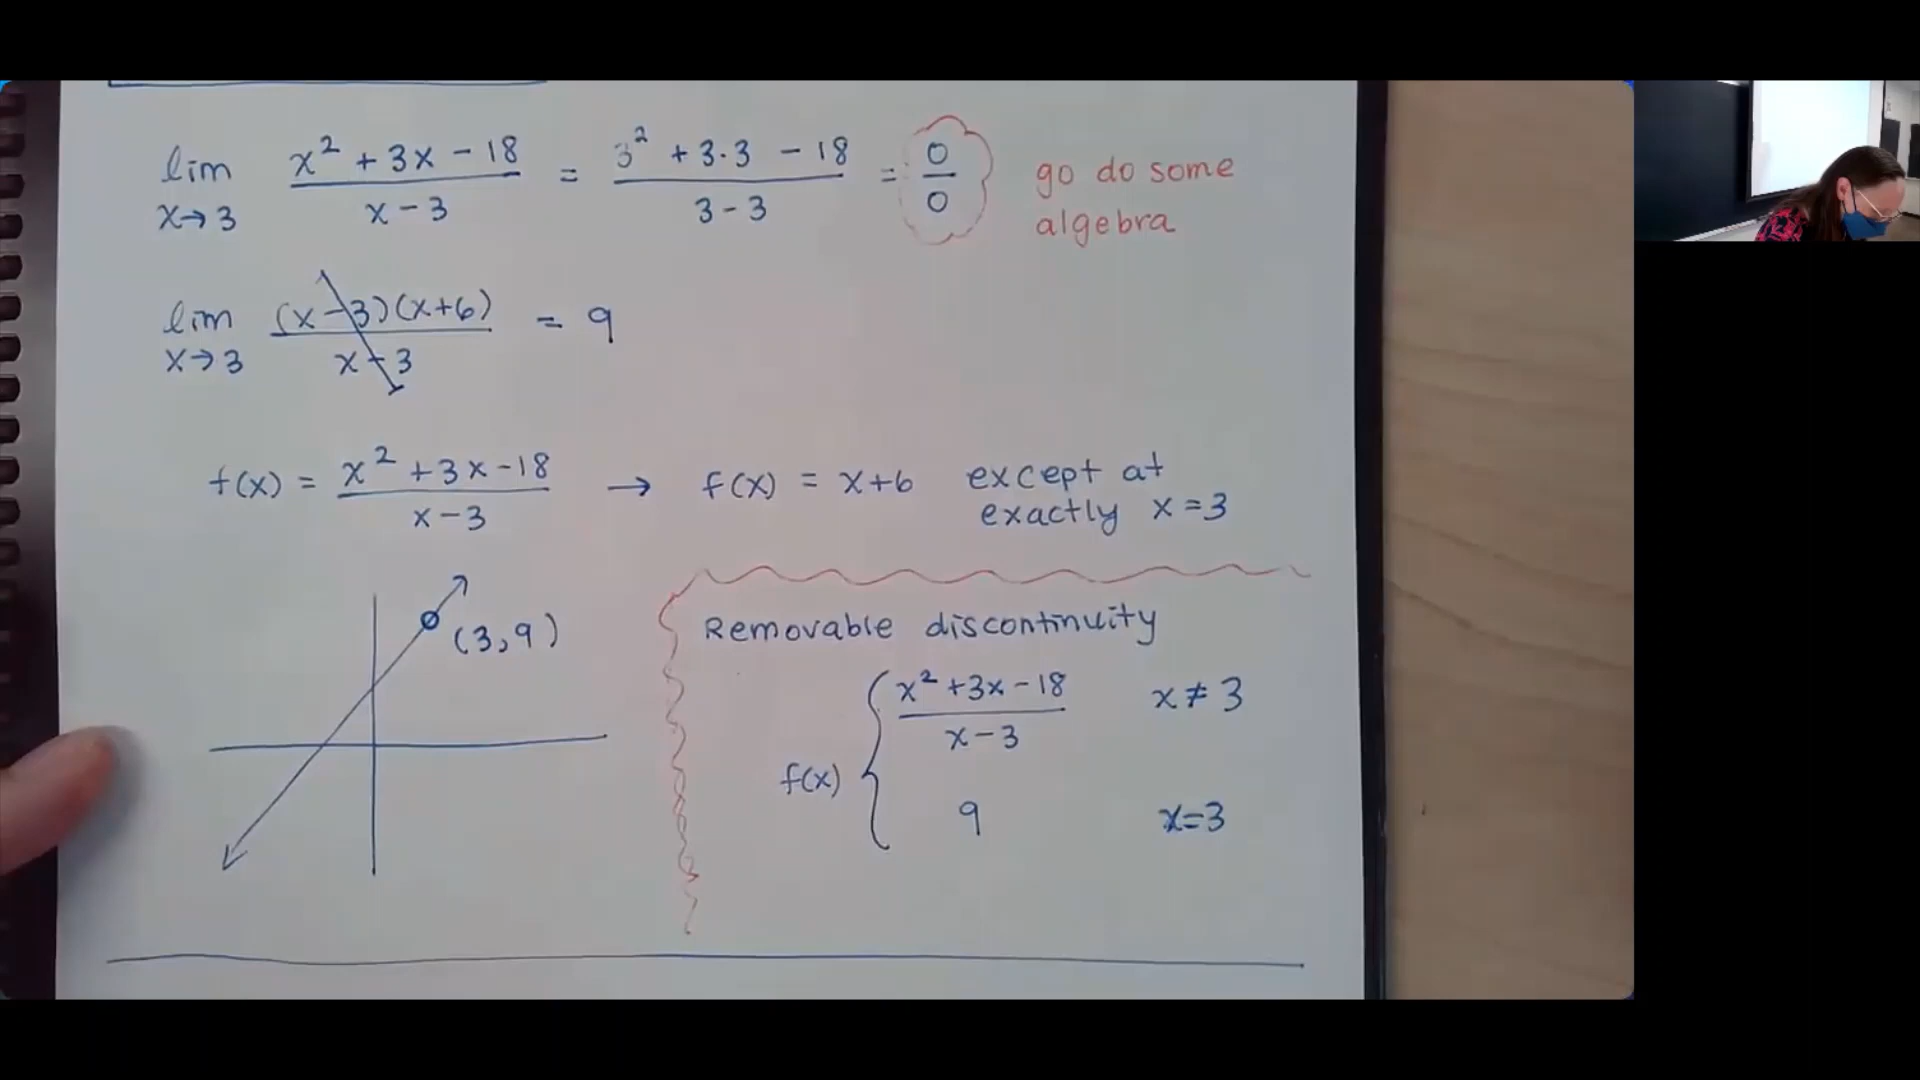 lim x→3 (x² + 3x − 18)/(x − 3) = (3² + 3·3 − 18)/(3 − 3) = 0/0 go do some
algebra
lim x→3 (x − 3)(x + 6)/(x − 3) = 9
f(x) = (x² + 3x − 18)/(x − 3) → f(x) = x + 6 except at
exactly x = 3
(3, 9)
Removable discontinuity
f(x) { (x² + 3x − 18)/(x − 3) x ≠ 3
9 x = 3